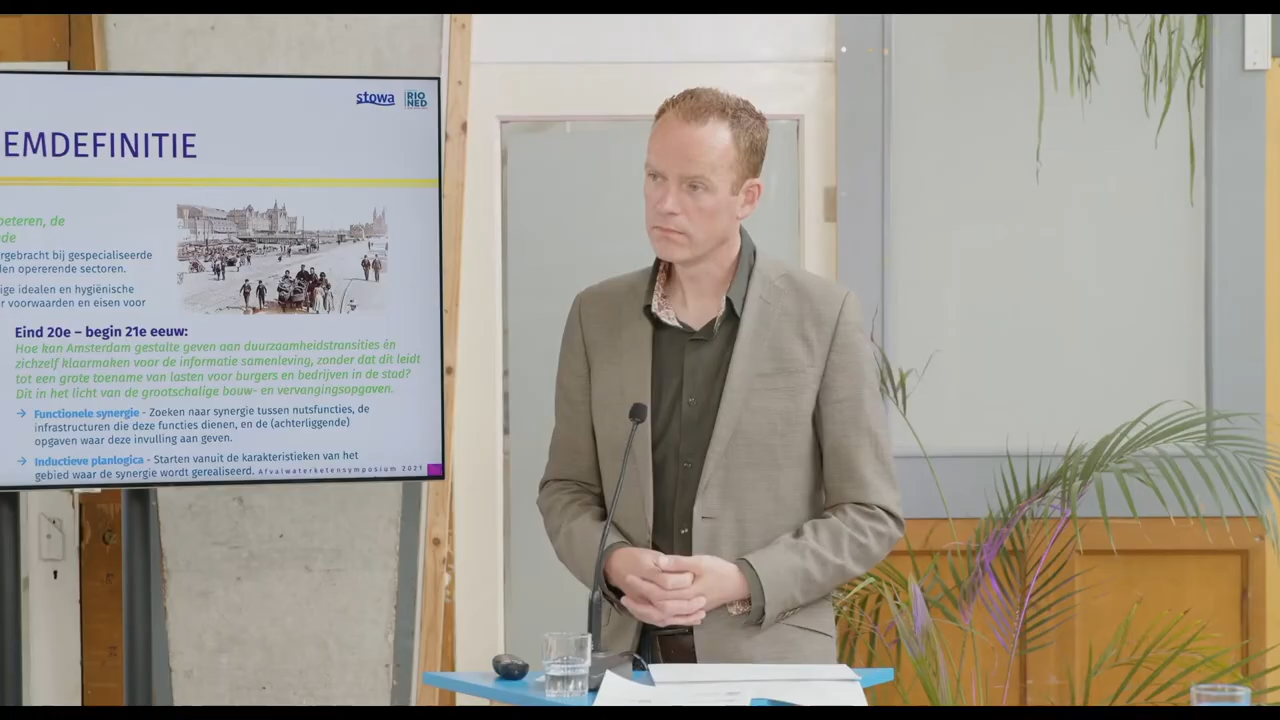 stowa
RIO
NED
EMDEFINITIE
beteren, de
de
rgebracht bij gespecialiseerde
den opererende sectoren.
ige idealen en hygiënische
r voorwaarden en eisen voor
Eind 20e – begin 21e eeuw:
Hoe kan Amsterdam gestalte geven aan duurzaamheidstransities én
zichzelf klaarmaken voor de informatie samenleving, zonder dat dit leidt
tot een grote toename van lasten voor burgers en bedrijven in de stad?
Dit in het licht van de grootschalige bouw- en vervangingsopgaven.
→ Functionele synergie - Zoeken naar synergie tussen nutsfuncties, de
infrastructuren die deze functies dienen, en de (achterliggende)
opgaven waar deze invulling aan geven.
→ Inductieve planlogica - Starten vanuit de karakteristieken van het
gebied waar de synergie wordt gerealiseerd.
Afvalwaterketensymposium 2021